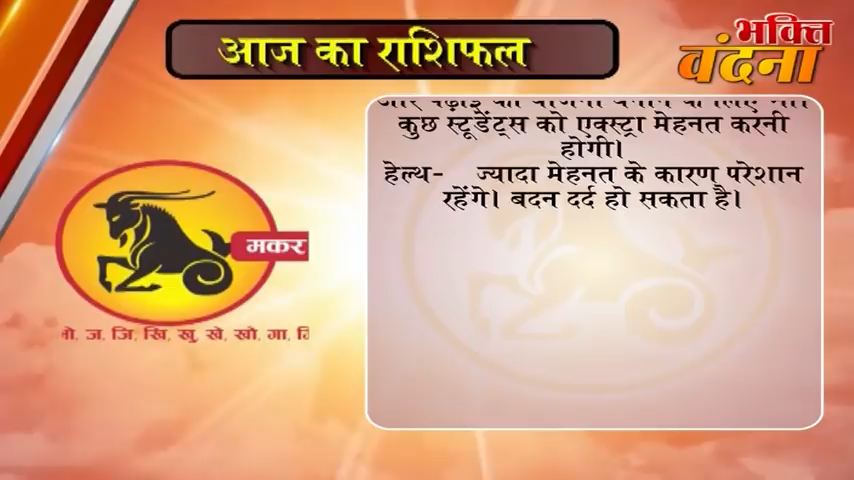 आज का राशिफल
भक्ति
वंदना
कुछ स्टूडेंट्स को एक्स्ट्रा मेहनत करनी
होगी।
हेल्थ- ज्यादा मेहनत के कारण परेशान
रहेंगे। बदन दर्द हो सकता है।
मकर
ज, जि, खि, खु, खे, खो, गा,